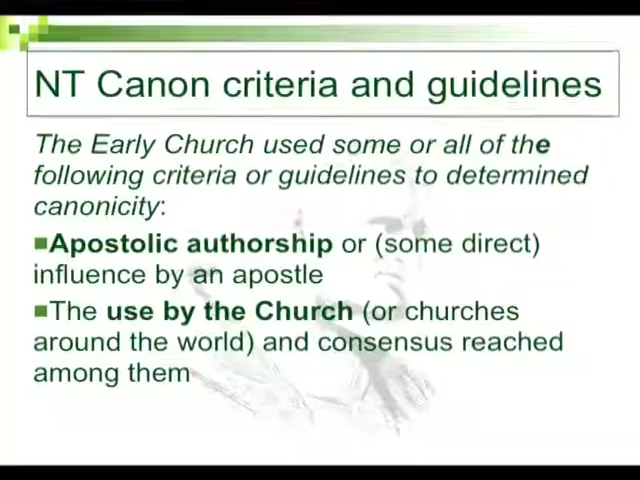 NT Canon criteria and guidelines
The Early Church used some or all of the
following criteria or guidelines to determined
canonicity:
■Apostolic authorship or (some direct)
influence by an apostle
■The use by the Church (or churches
around the world) and consensus reached
among them